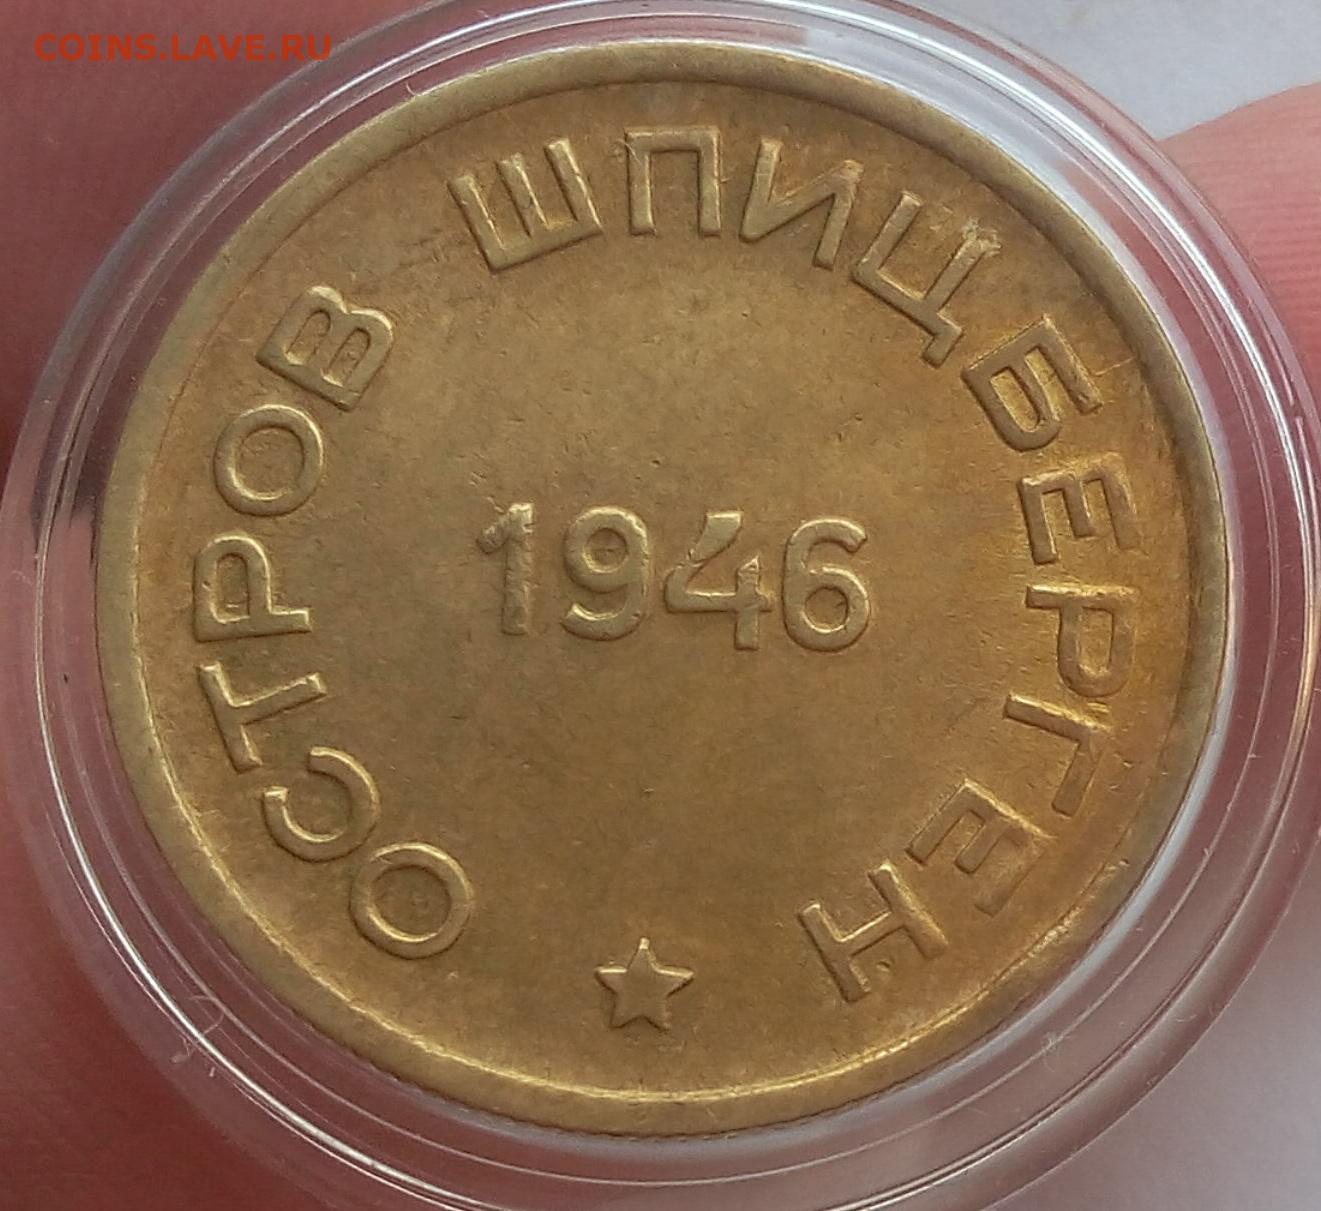 COINS.LAVE.RU
ОСТРОВ ШПИЦБЕРГЕН
1946